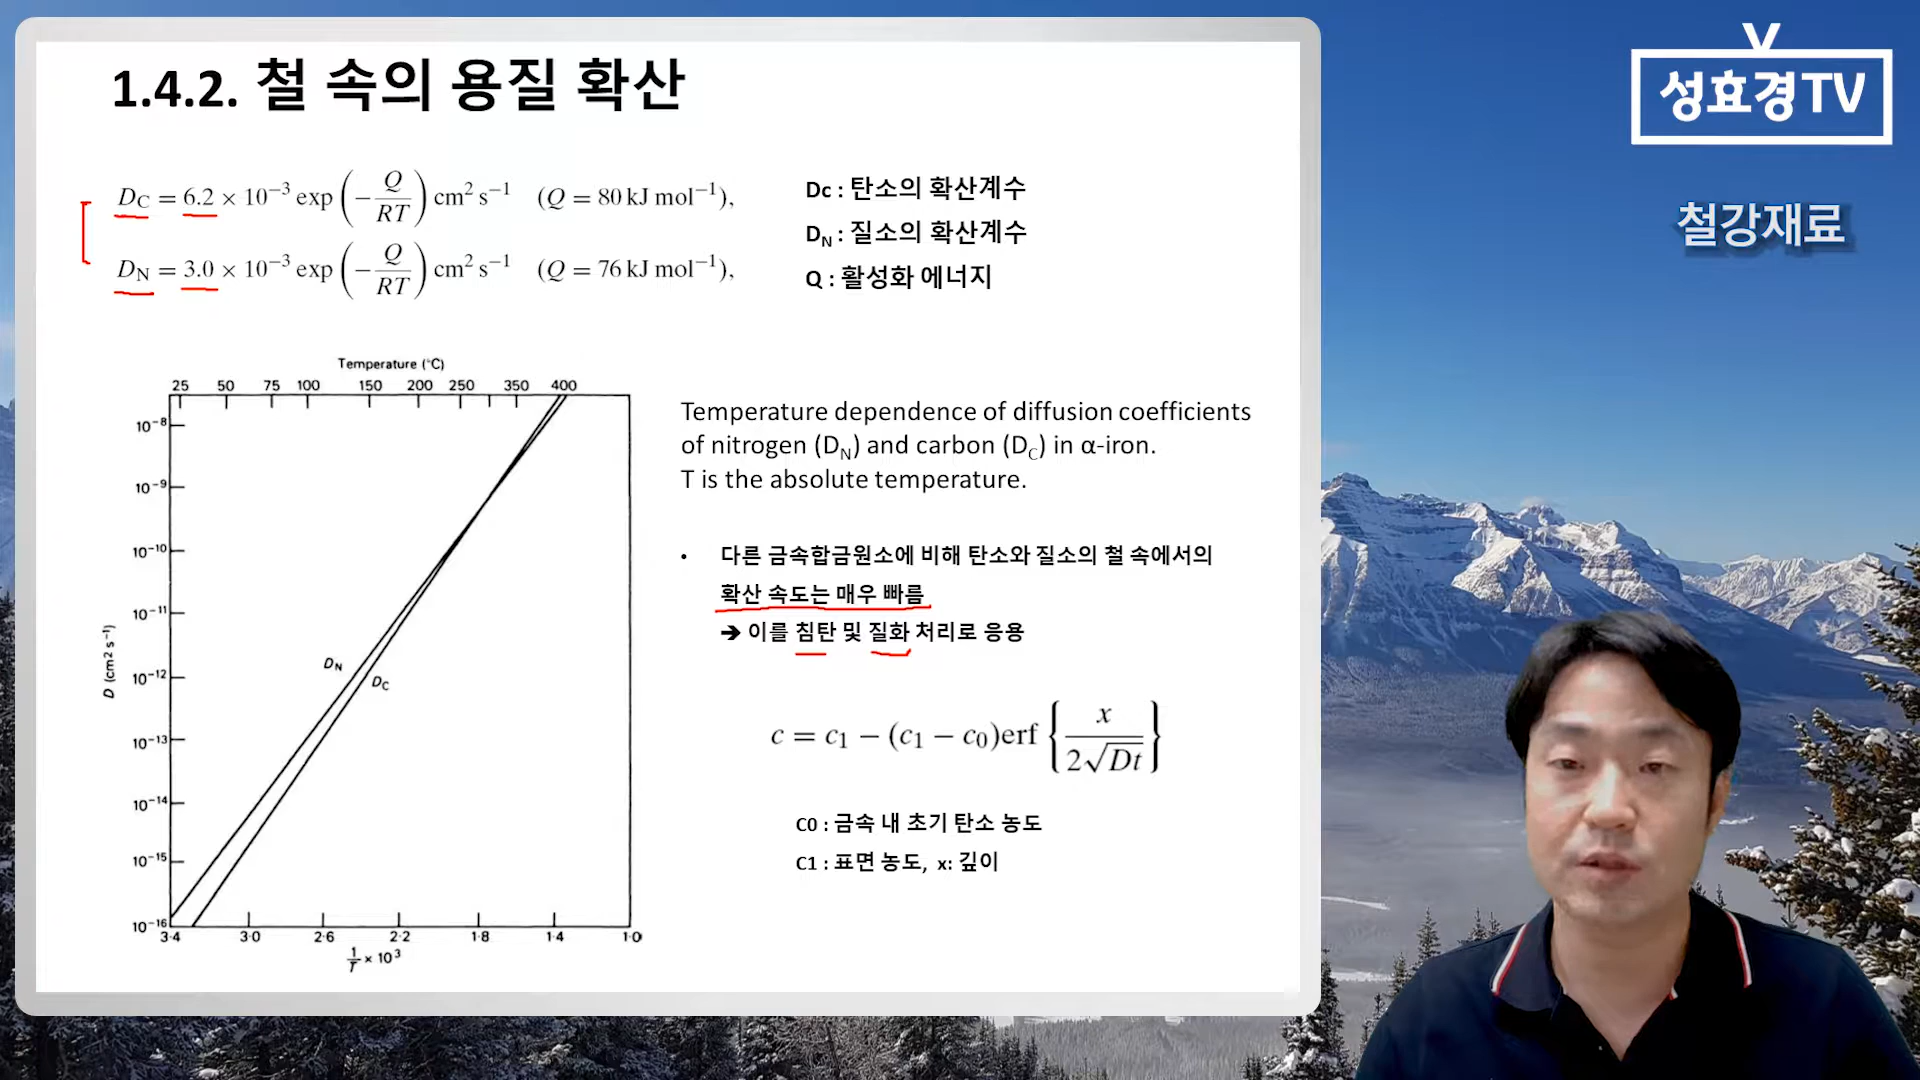 1.4.2. 철 속의 용질 확산
성효경TV
철강재료
D_C = 6.2 × 10⁻³ exp (−Q/RT) cm² s⁻¹ (Q = 80 kJ mol⁻¹),
D_N = 3.0 × 10⁻³ exp (−Q/RT) cm² s⁻¹ (Q = 76 kJ mol⁻¹),
Dc : 탄소의 확산계수
D_N : 질소의 확산계수
Q : 활성화 에너지
Temperature (°C)
25 50 75 100 150 200 250 350 400
10⁻⁸
10⁻⁹
10⁻¹⁰
10⁻¹¹
10⁻¹²
10⁻¹³
10⁻¹⁴
10⁻¹⁵
10⁻¹⁶
D (cm² s⁻¹)
D_N
D_C
3·4 3·0 2·6 2·2 1·8 1·4 1·0
1/T × 10³
Temperature dependence of diffusion coefficients
of nitrogen (D_N) and carbon (D_C) in α-iron.
T is the absolute temperature.
• 다른 금속합금원소에 비해 탄소와 질소의 철 속에서의
확산 속도는 매우 빠름
➔ 이를 침탄 및 질화 처리로 응용
c = c₁ − (c₁ − c₀)erf {x/2√Dt}
C0 : 금속 내 초기 탄소 농도
C1 : 표면 농도, x: 깊이